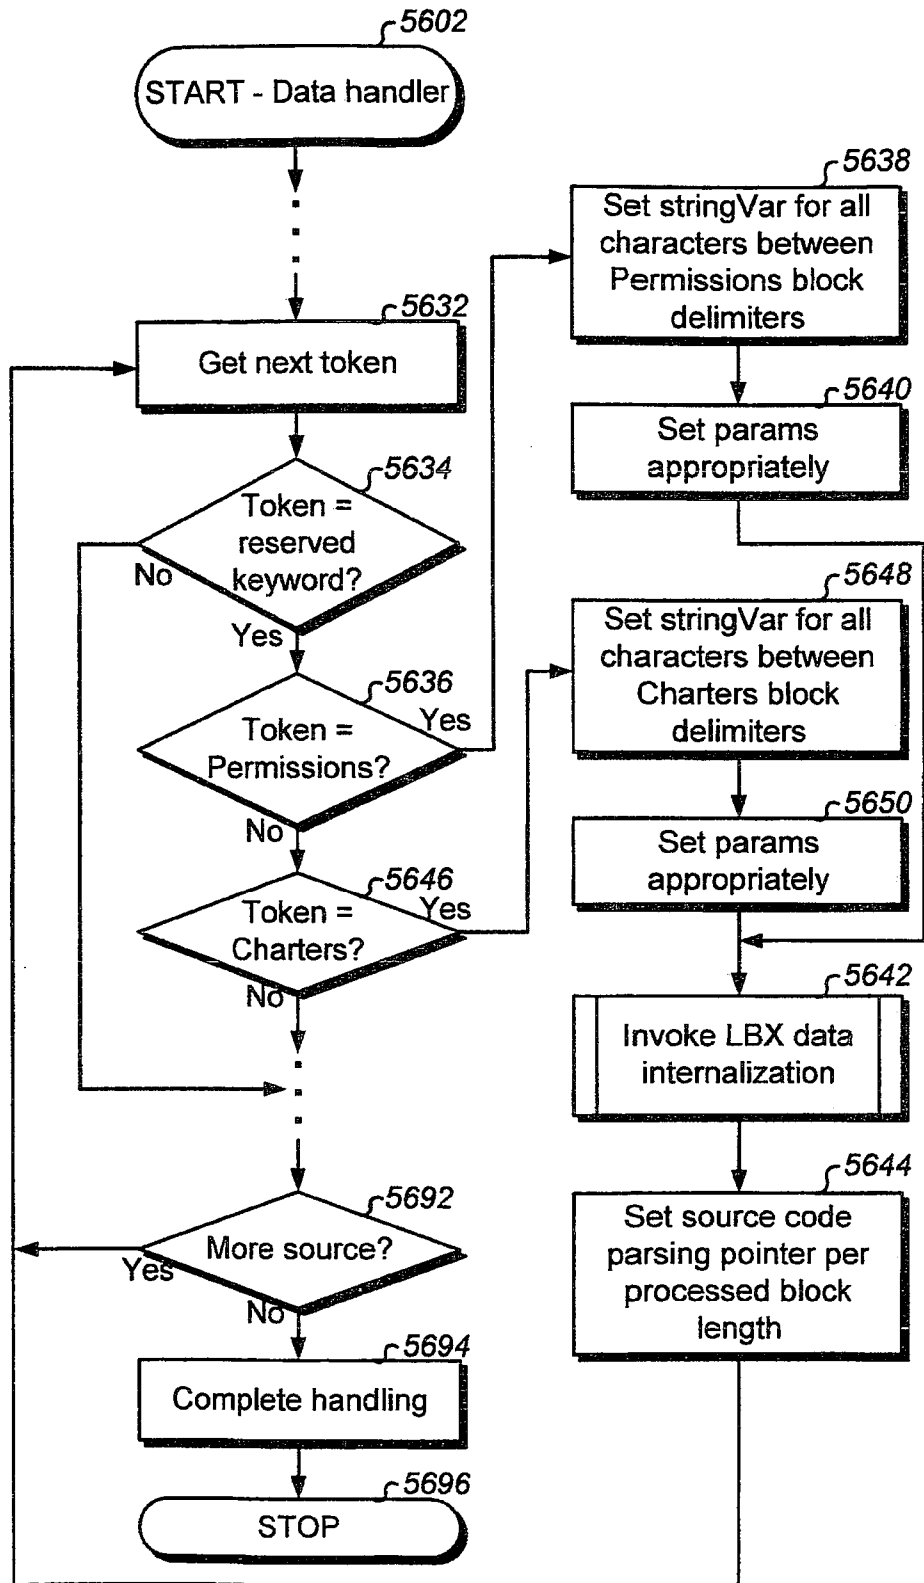 5602
START - Data handler
5632
Get next token
5634
Token =
reserved
keyword?
No
Yes
5636
Token =
Permissions?
Yes
No
5646
Token =
Charters?
Yes
No
5692
More source?
Yes
No
5694
Complete handling
5696
STOP
5638
Set stringVar for all
characters between
Permissions block
delimiters
5640
Set params
appropriately
5648
Set stringVar for all
characters between
Charters block
delimiters
5650
Set params
appropriately
5642
Invoke LBX data
internalization
5644
Set source code
parsing pointer per
processed block
length